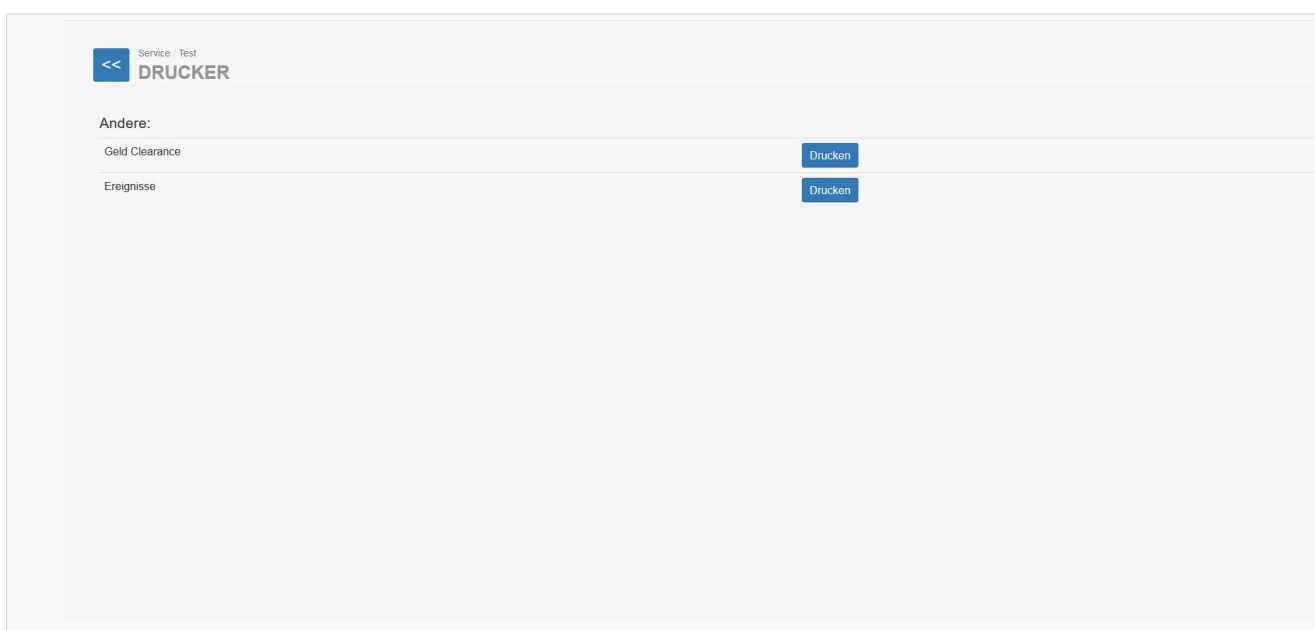 <<
Service / Test
DRUCKER
Andere:
Geld Clearance Drucken
Ereignisse Drucken